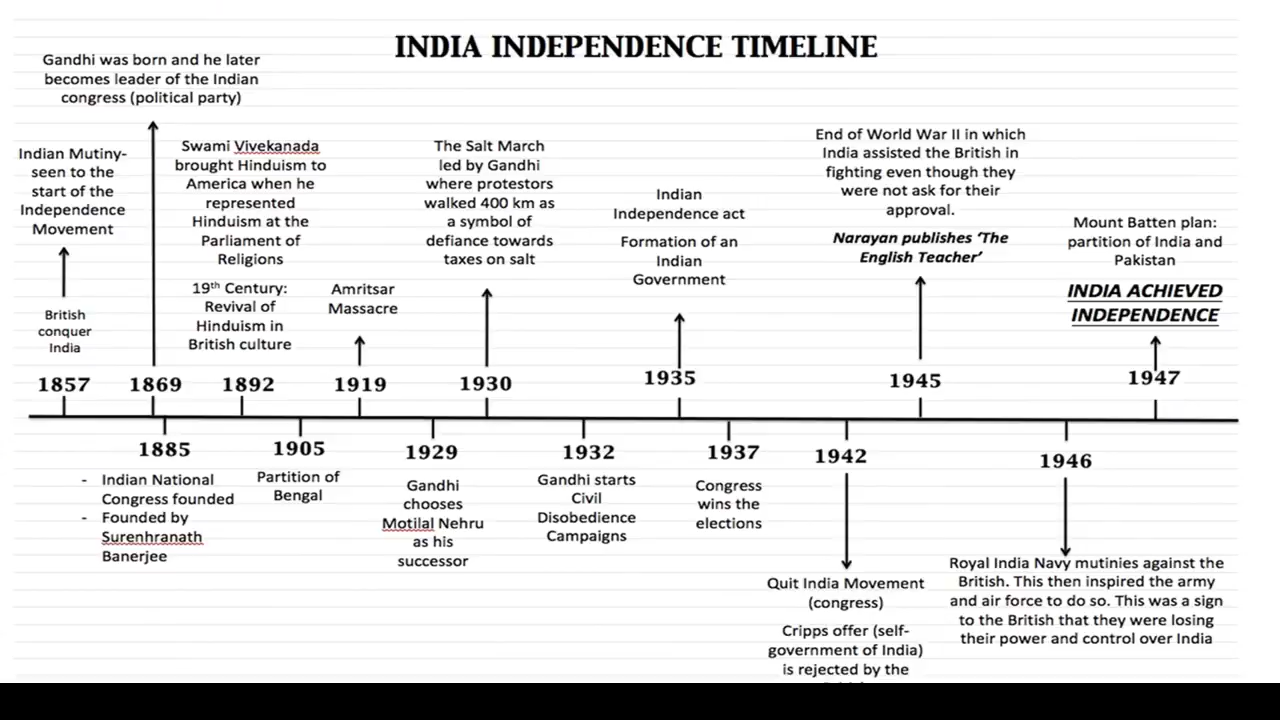 INDIA INDEPENDENCE TIMELINE
Gandhi was born and he later
becomes leader of the Indian
congress (political party)
Indian Mutiny-
seen to the
start of the
Independence
Movement
British
conquer
India
Swami Vivekanada
brought Hinduism to
America when he
represented
Hinduism at the
Parliament of
Religions
19th Century:
Revival of
Hinduism in
British culture
Amritsar
Massacre
The Salt March
led by Gandhi
where protestors
walked 400 km as
a symbol of
defiance towards
taxes on salt
Indian
Independence act
Formation of an
Indian
Government
End of World War II in which
India assisted the British in
fighting even though they
were not ask for their
approval.
Narayan publishes ‘The
English Teacher’
Mount Batten plan:
partition of India and
Pakistan
INDIA ACHIEVED
INDEPENDENCE
1857 1869 1892 1919 1930 1935 1945 1947
1885 1905 1929 1932 1937 1942 1946
- Indian National
Congress founded
- Founded by
Surenhranath
Banerjee
Partition of
Bengal
Gandhi
chooses
Motilal Nehru
as his
successor
Gandhi starts
Civil
Disobedience
Campaigns
Congress
wins the
elections
Quit India Movement
(congress)
Cripps offer (self-
government of India)
is rejected by the
Royal India Navy mutinies against the
British. This then inspired the army
and air force to do so. This was a sign
to the British that they were losing
their power and control over India